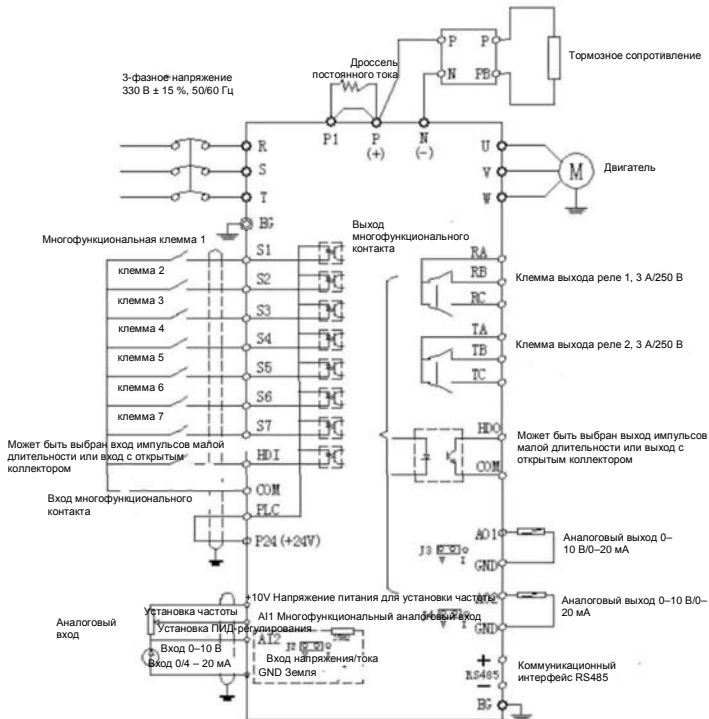 Тормозное сопротивление
P P
N PB
Дроссель
постоянного тока
3-фазное напряжение
330 В ± 15 %, 50/60 Гц
P1
P
(+)
N
(-)
R
S
T
BG
U
V
W
M
Двигатель
Многофункциональная клемма 1
клемма 2
клемма 3
клемма 4
клемма 5
клемма 6
клемма 7
Может быть выбран вход импульсов малой
длительности или вход с открытым
коллектором
Вход многофункционального
контакта
S1
S2
S3
S4
S5
S6
S7
HDI
COM
PLC
P24 (+24V)
Выход
многофункционального
контакта
RA
RB
RC
Клемма выхода реле 1, 3 А/250 В
TA
TB
TC
Клемма выхода реле 2, 3 А/250 В
HDO
COM
Может быть выбран выход импульсов
малой длительности или выход с
открытым коллектором
AO1
J3
V I
GND
Аналоговый выход 0–
10 В/0–20 мА
AO2
V I
GND
Аналоговый выход 0–10 В/0–
20 мА
+10V Напряжение питания для установки частоты
Установка частоты
AI1 Многофункциональный аналоговый вход
Аналоговый
вход
Установка ПИД-регулирования
AI2
J2
V I
Вход 0–10 В
Вход напряжения/тока
Вход 0/4 – 20 мА
GND Земля
+
RS485
−
Коммуникационный
интерфейс RS485
BG